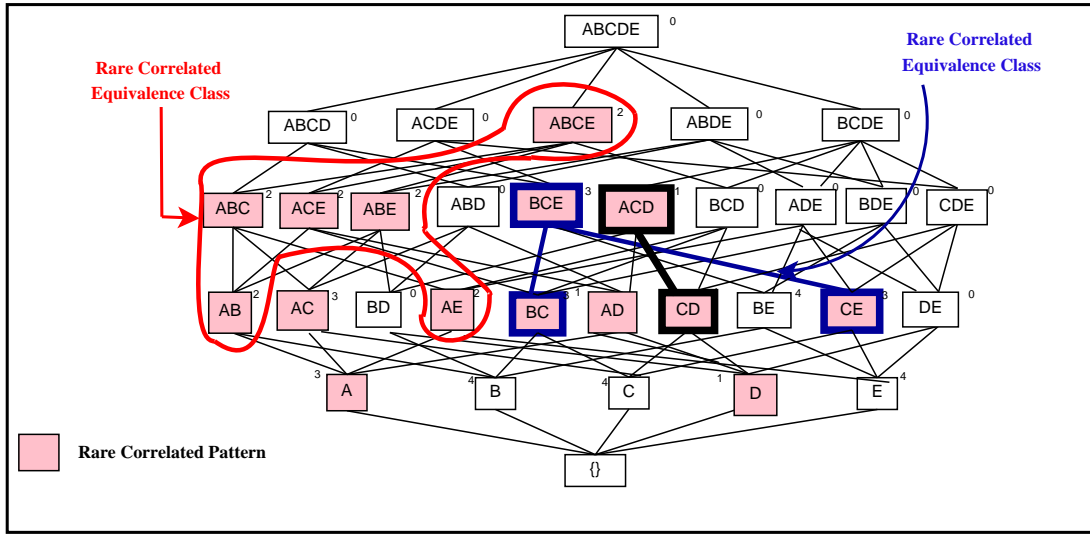 ABCDE 0
Rare Correlated
Equivalence Class
Rare Correlated
Equivalence Class
ABCD 0 ACDE 0 ABCE 2 ABDE 0 BCDE 0
ABC 2 ACE 2 ABE 2 ABD 0 BCE 3 ACD 1 BCD 0 ADE 0 BDE 0 CDE 0
AB 2 AC 3 BD 0 AE 2 BC 3 AD 1 CD BE 4 CE 3 DE 0
3 A 4 B 4 C 1 D E 4
Rare Correlated Pattern
{}